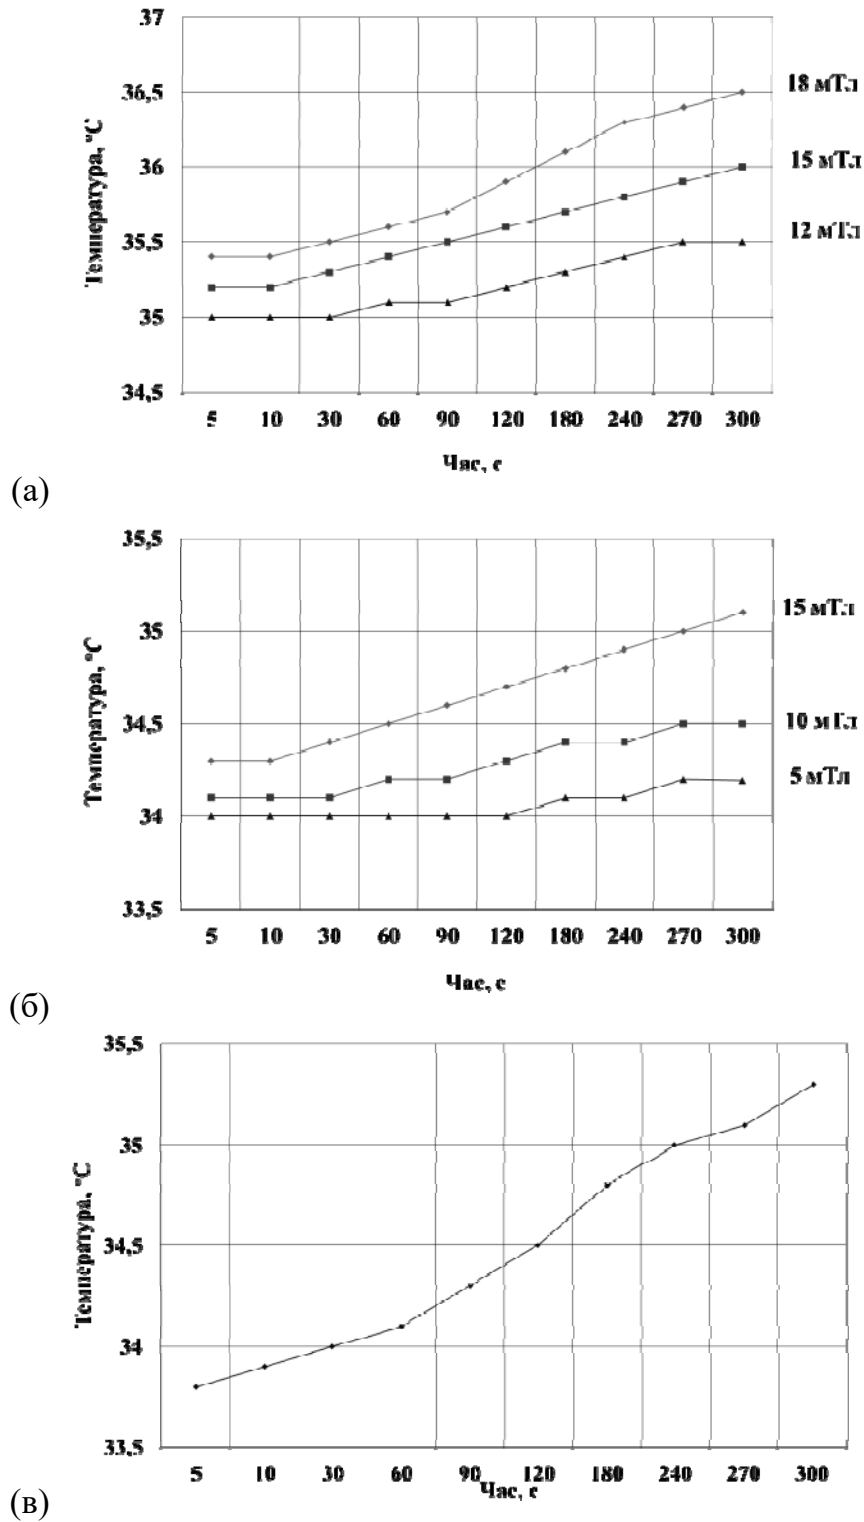 37
36,5
36
35,5
35
34,5
Температура, °С
18 мТл
15 мТл
12 мТл
5 10 30 60 90 120 180 240 270 300
Час, с
(а)
35,5
35
34,5
34
33,5
Температура, °С
15 мТл
10 мТл
5 мТл
5 10 30 60 90 120 180 240 270 300
Час, с
(б)
35,5
35
34,5
34
33,5
Температура, °С
5 10 30 60 90 120 180 240 270 300
Час, с
(в)